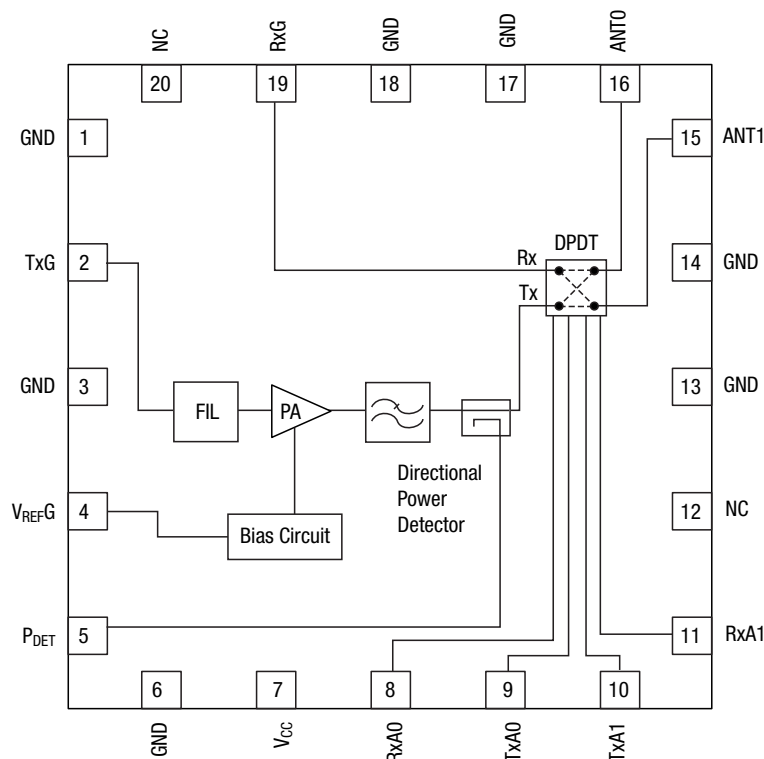 NC
RxG
GND
GND
ANT0
20
19
18
17
16
GND 1
15 ANT1
DPDT
Rx
TxG 2
14 GND
Tx
GND 3
13 GND
FIL
PA
Directional
Power
Detector
VREFG 4
12 NC
Bias Circuit
PDET 5
11 RxA1
6
7
8
9
10
GND
VCC
RxA0
TxA0
TxA1